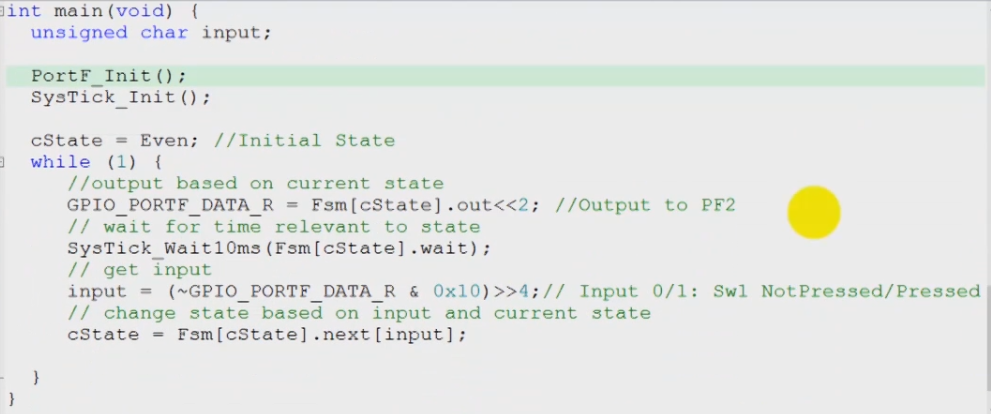 int main(void) {
unsigned char input;
PortF_Init();
SysTick_Init();
cState = Even; //Initial State
while (1) {
//output based on current state
GPIO_PORTF_DATA_R = Fsm[cState].out<<2; //Output to PF2
// wait for time relevant to state
SysTick_Wait10ms(Fsm[cState].wait);
// get input
input = (~GPIO_PORTF_DATA_R & 0x10)>>4;// Input 0/1: Sw1 NotPressed/Pressed
// change state based on input and current state
cState = Fsm[cState].next[input];
}
}